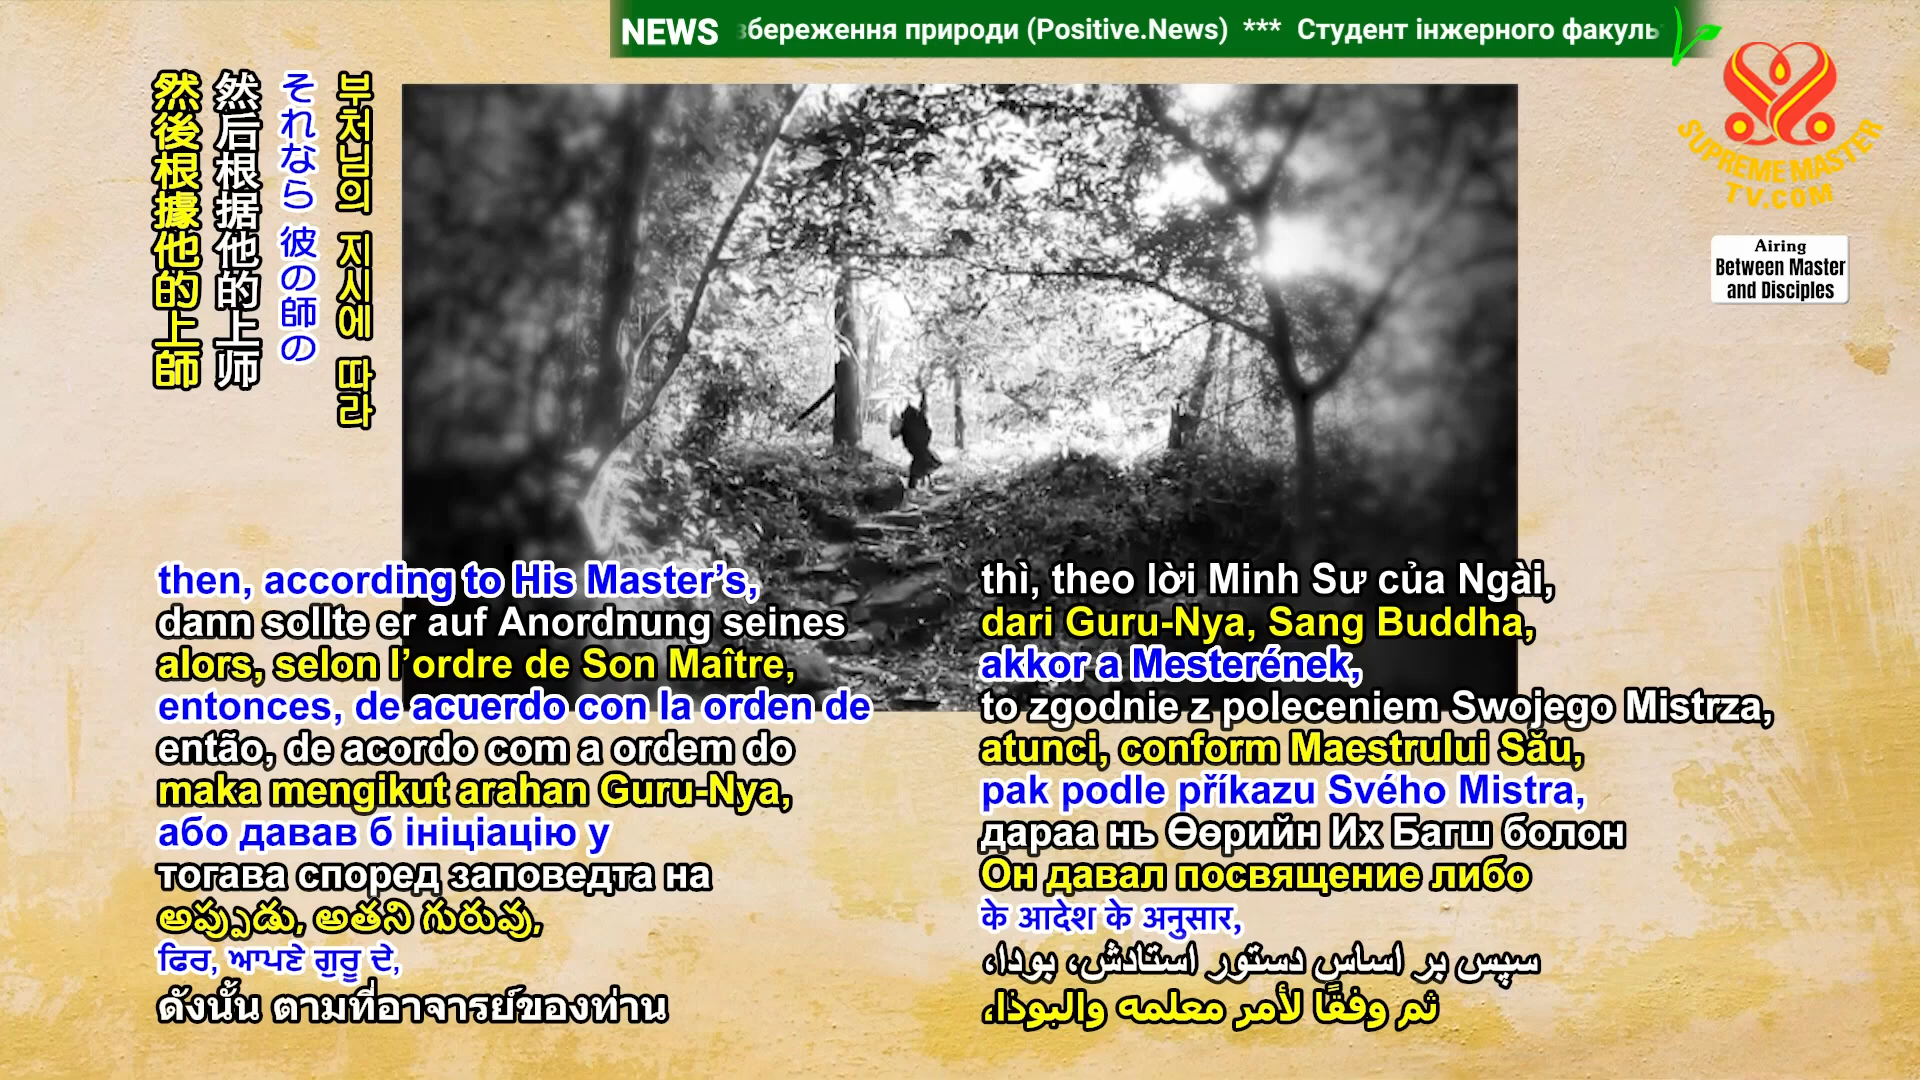 NEWS
збереження природи (Positive.News) *** Студент інжерного факуль
SUPREME MASTER
TV.COM
Airing
Between Master
and Disciples
부처님의 지시에 따라
それなら 彼の師の
然后根据他的上师
然後根據他的上師
then, according to His Master’s,
dann sollte er auf Anordnung seines
alors, selon l’ordre de Son Maître,
entonces, de acuerdo con la orden de
então, de acordo com a ordem do
maka mengikut arahan Guru-Nya,
або давав б ініціацію у
тогава според заповедта на
అప్పుడు, అతని గురువు,
ਫਿਰ, ਆਪਣੇ ਗੁਰੂ ਦੇ,
ดังนั้น ตามที่อาจารย์ของท่าน
thì, theo lời Minh Sư của Ngài,
dari Guru-Nya, Sang Buddha,
akkor a Mesterének,
to zgodnie z poleceniem Swojego Mistrza,
atunci, conform Maestrului Său,
pak podle příkazu Svého Mistra,
дараа нь Өөрийн Их Багш болон
Он давал посвящение либо
के आदेश के अनुसार,
سپس بر اساس دستور استادش، بودا،
ثم وفقًا لأمر معلمه والبوذا،